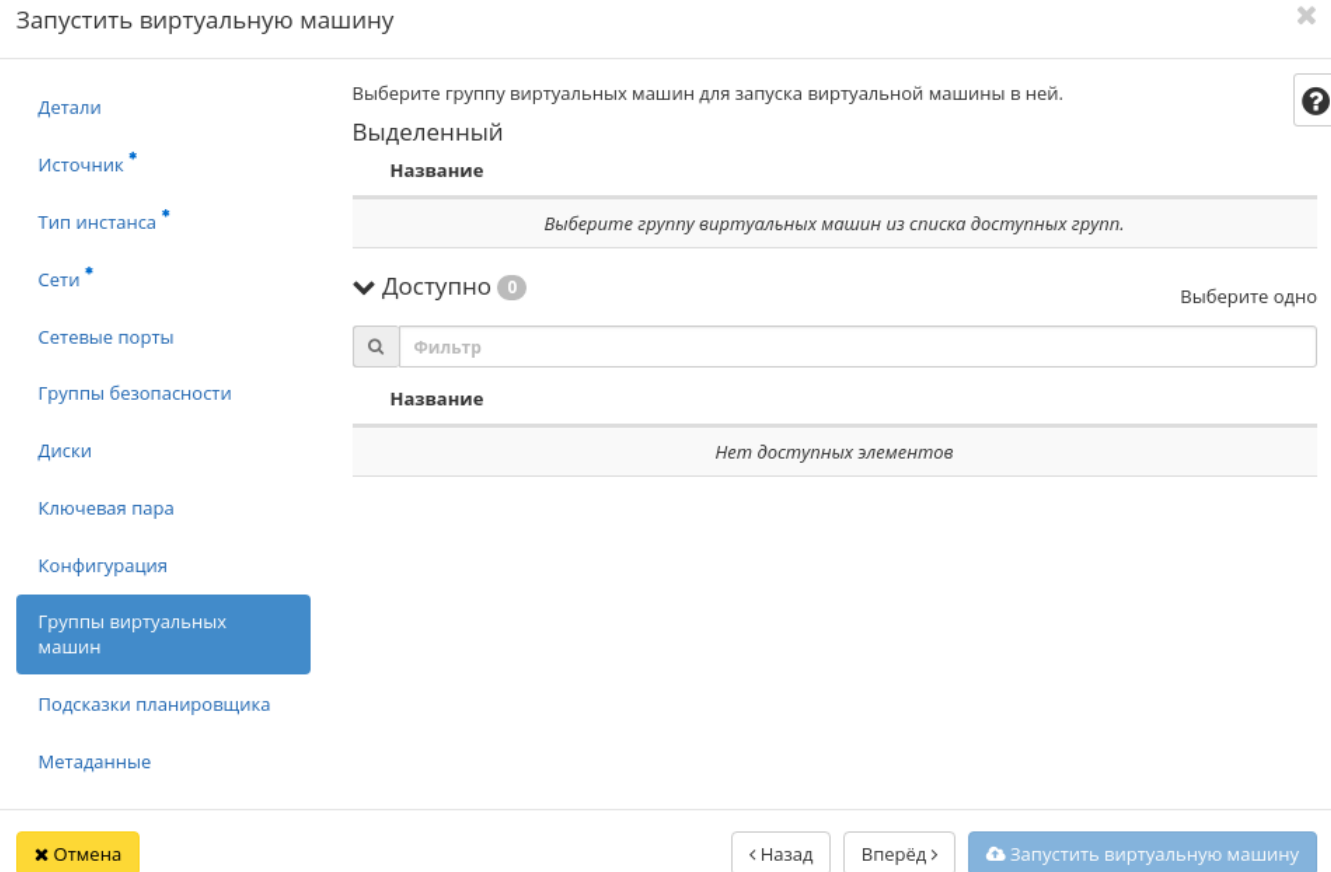 Запустить виртуальную машину
Детали
Источник *
Тип инстанса *
Сети *
Сетевые порты
Группы безопасности
Диски
Ключевая пара
Конфигурация
Группы виртуальных
машин
Подсказки планировщика
Метаданные
Выберите группу виртуальных машин для запуска виртуальной машины в ней.
Выделенный
Название
Выберите группу виртуальных машин из списка доступных групп.
Доступно 0
Выберите одно
Фильтр
Название
Нет доступных элементов
Отмена
Назад
Вперёд
Запустить виртуальную машину